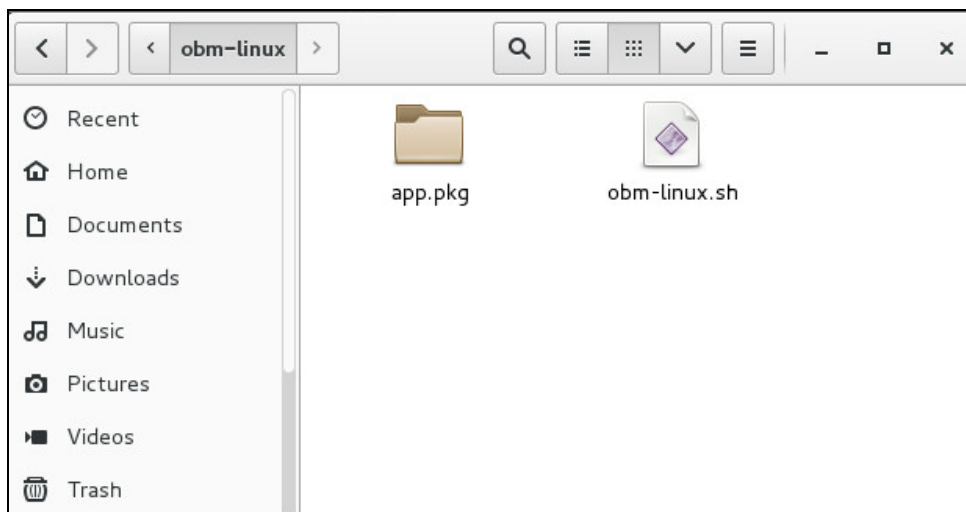 obm-linux
Recent
Home
Documents
Downloads
Music
Pictures
Videos
Trash
app.pkg
obm-linux.sh